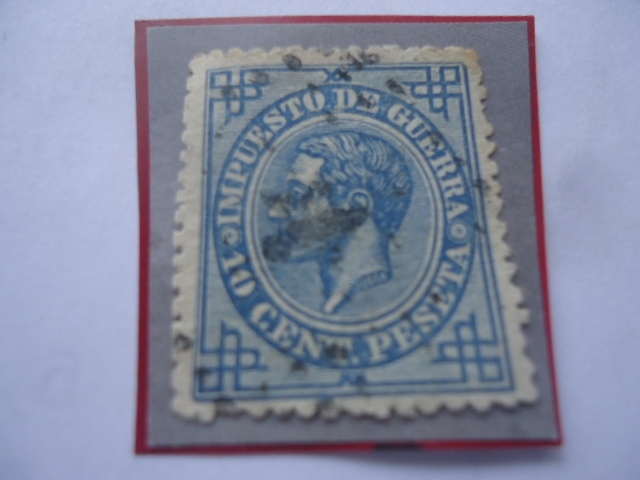 IMPUESTO DE GUERRA
10 CENT. PESETA